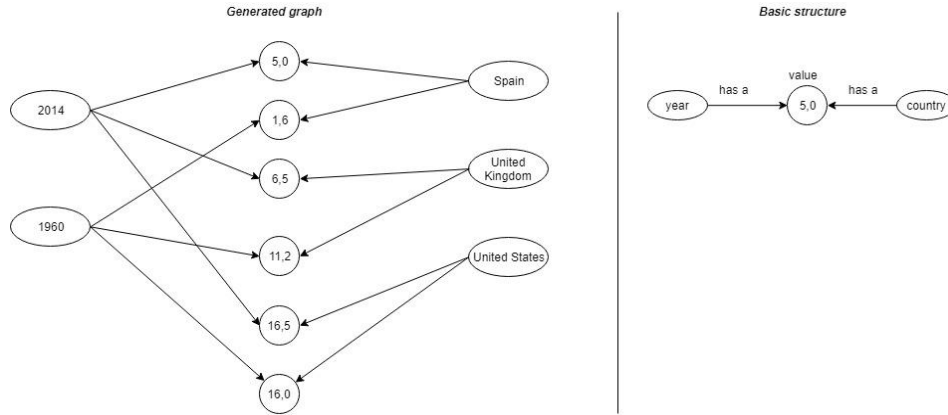 Generated graph
Basic structure
5,0
Spain
2014
1,6
6,5
United
Kingdom
1960
11,2
United States
16,5
16,0
value
has a
has a
year
5,0
country